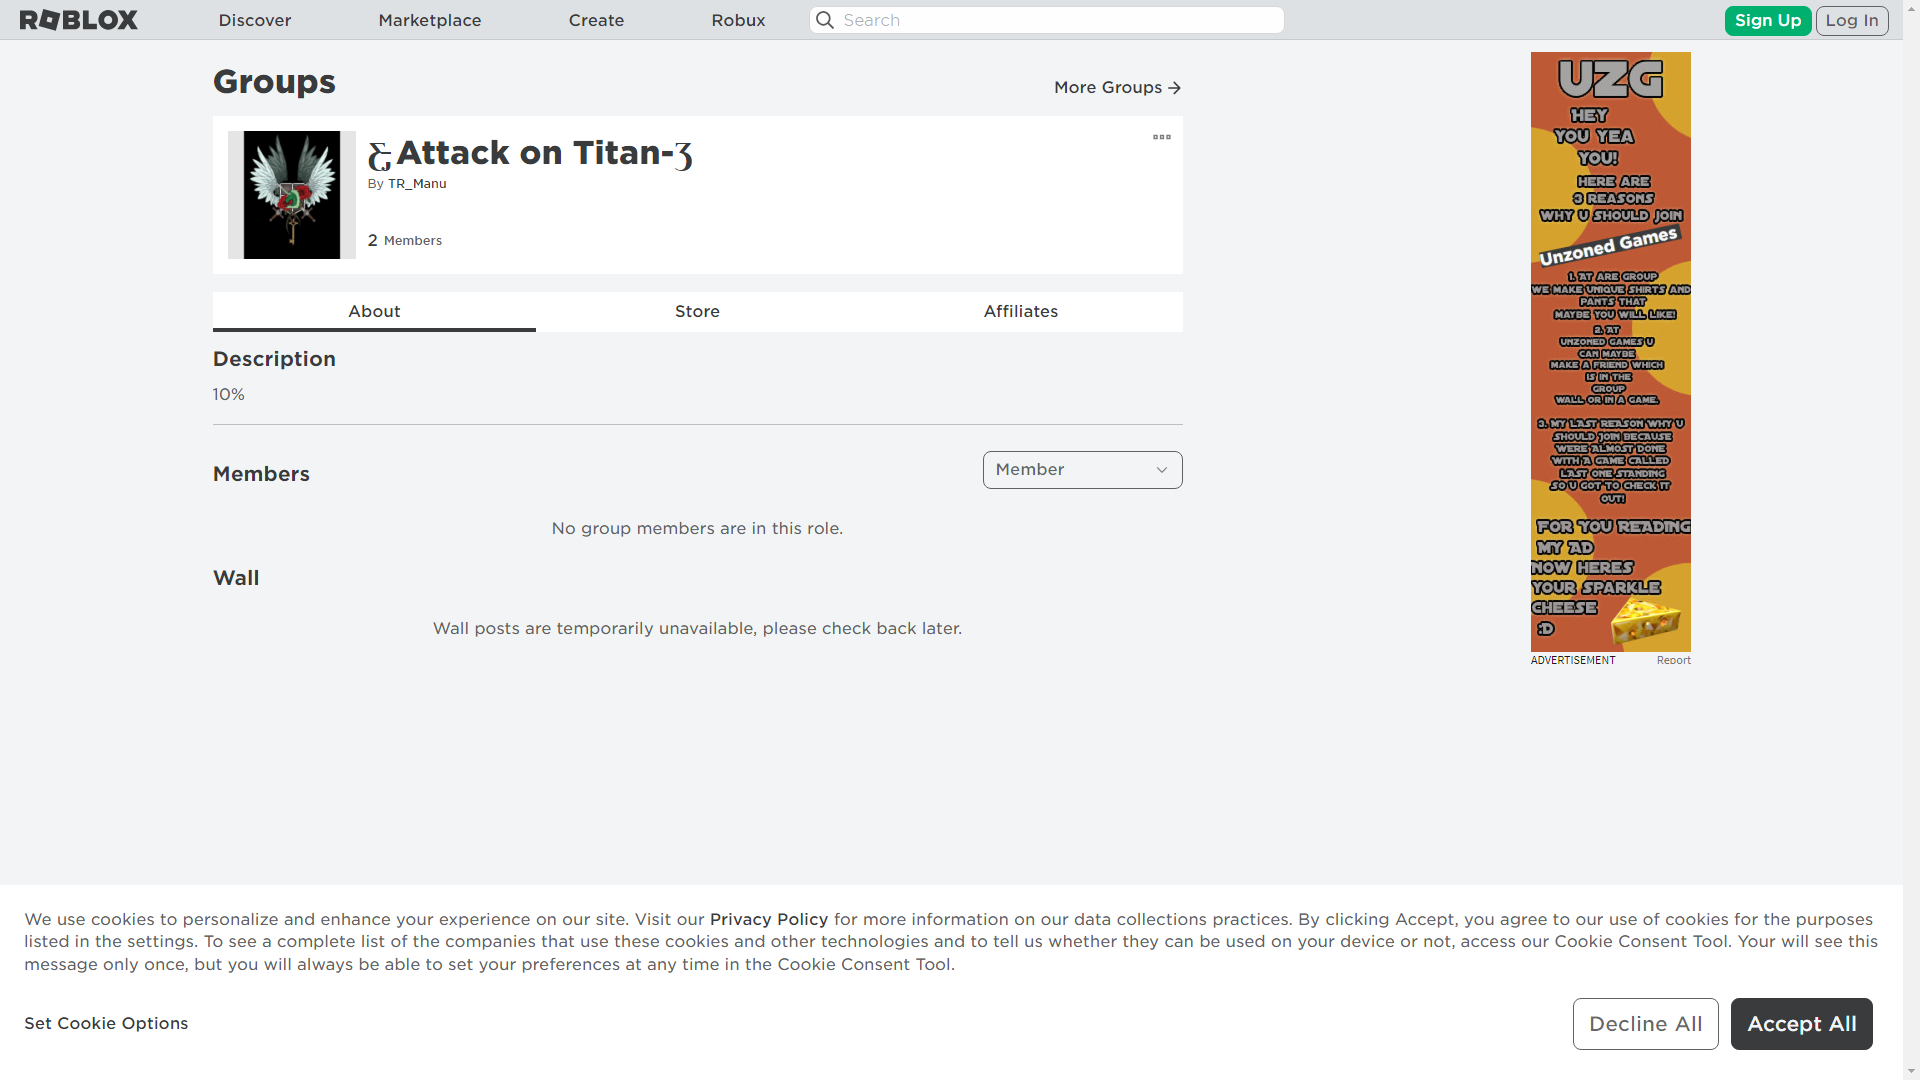 ROBLOX
Discover
Marketplace
Create
Robux
Search
Sign Up
Log In
Groups
More Groups
Attack on Titan-ʒ
By TR_Manu
2 Members
About
Store
Affiliates
Description
10%
Members
Member
No group members are in this role.
Wall
Wall posts are temporarily unavailable, please check back later.
UZG
HEY
YOU YEA
YOU!
HERE ARE
3 REASONS
WHY U SHOULD JOIN
Unzoned Games
1. AT ARE GROUP
WE MAKE UNIQUE SHIRTS AND
PANTS THAT
MAYBE YOU WILL LIKE!
2. AT
UNZONED GAMES U
CAN MAYBE
MAKE A FRIEND WHICH
IS IN THE
GROUP
WALL OR IN A GAME.
3. MY LAST REASON WHY U
SHOULD JOIN BECAUSE
WERE ALMOST DONE
WITH A GAME CALLED
LAST ONE STANDING
SO U GOT TO CHECK IT
OUT!
FOR YOU READING
MY AD
NOW HERES
YOUR SPARKLE
CHEESE
:D
ADVERTISEMENT
Report
We use cookies to personalize and enhance your experience on our site. Visit our Privacy Policy for more information on our data collections practices. By clicking Accept, you agree to our use of cookies for the purposes
listed in the settings. To see a complete list of the companies that use these cookies and other technologies and to tell us whether they can be used on your device or not, access our Cookie Consent Tool. Your will see this
message only once, but you will always be able to set your preferences at any time in the Cookie Consent Tool.
Set Cookie Options
Decline All
Accept All